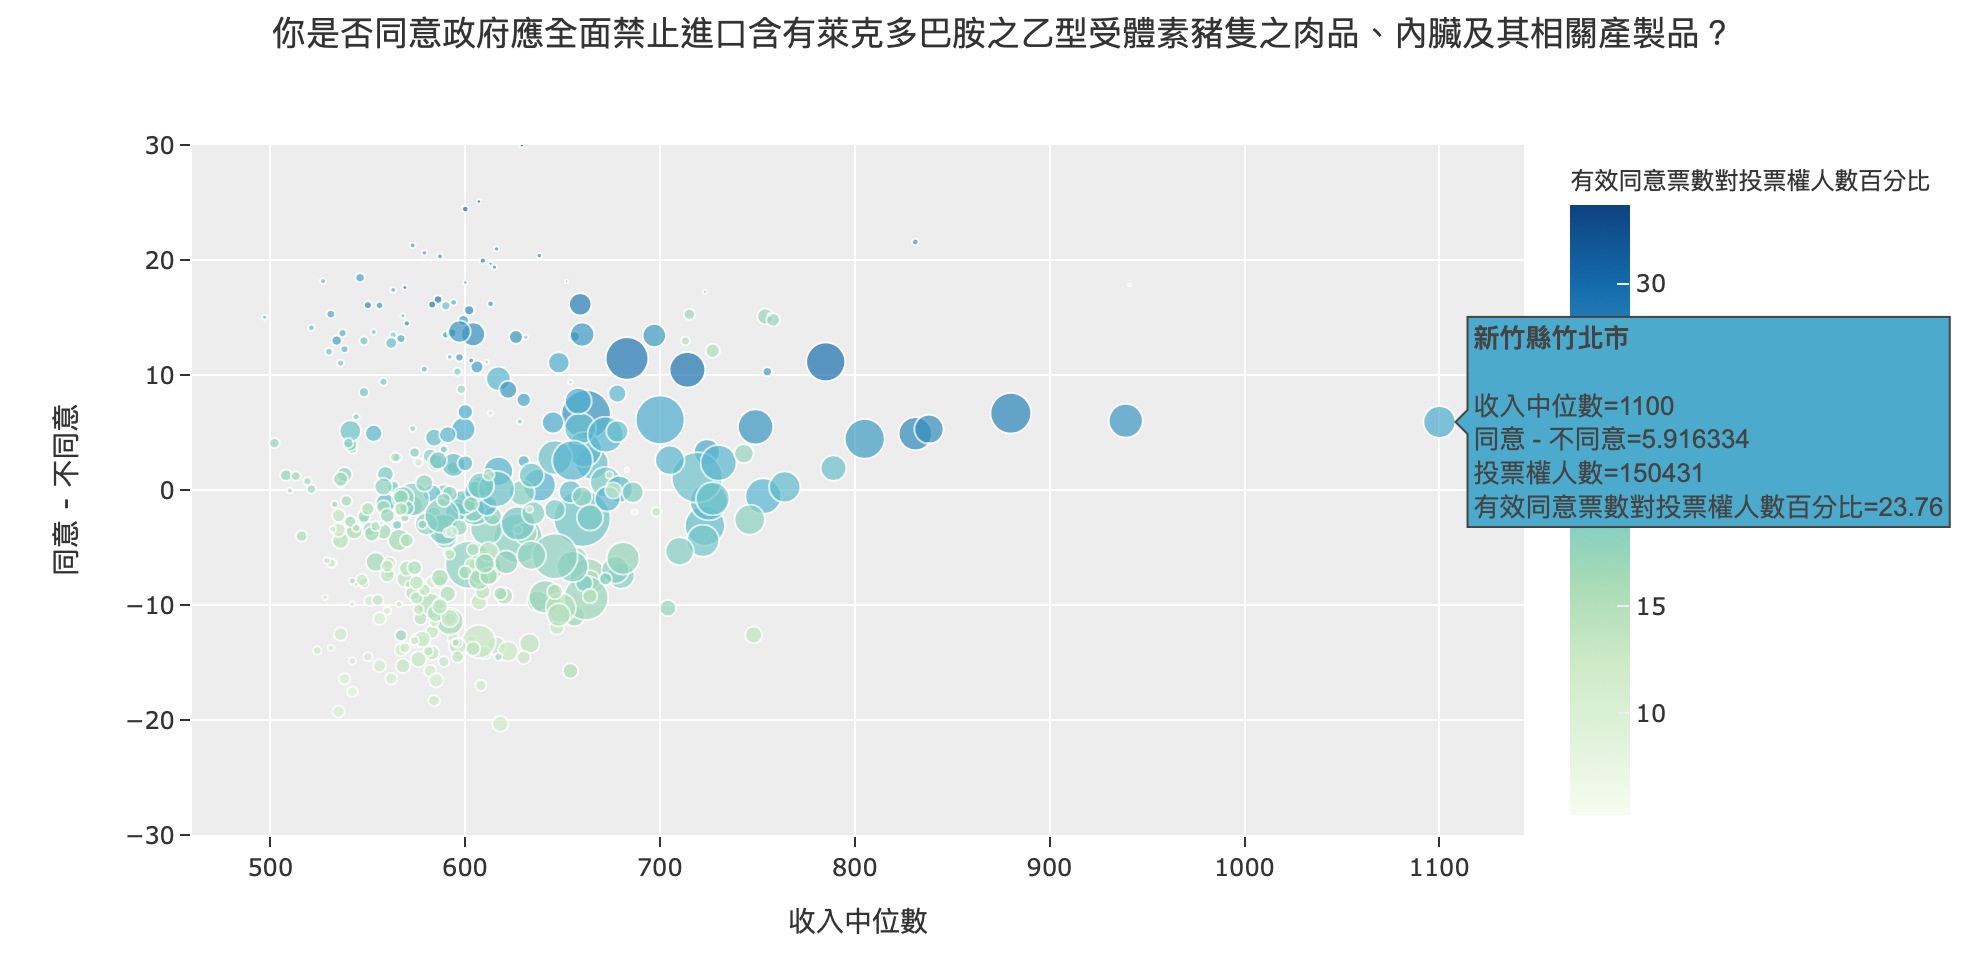 你是否同意政府應全面禁止進口含有萊克多巴胺之乙型受體素豬隻之肉品、內臟及其相關產製品？
有效同意票數對投票權人數百分比
30
20
10
0
−10
−20
−30
同意 - 不同意
500
600
700
800
900
1000
1100
收入中位數
30
15
10
新竹縣竹北市
收入中位數=1100
同意 - 不同意=5.916334
投票權人數=150431
有效同意票數對投票權人數百分比=23.76